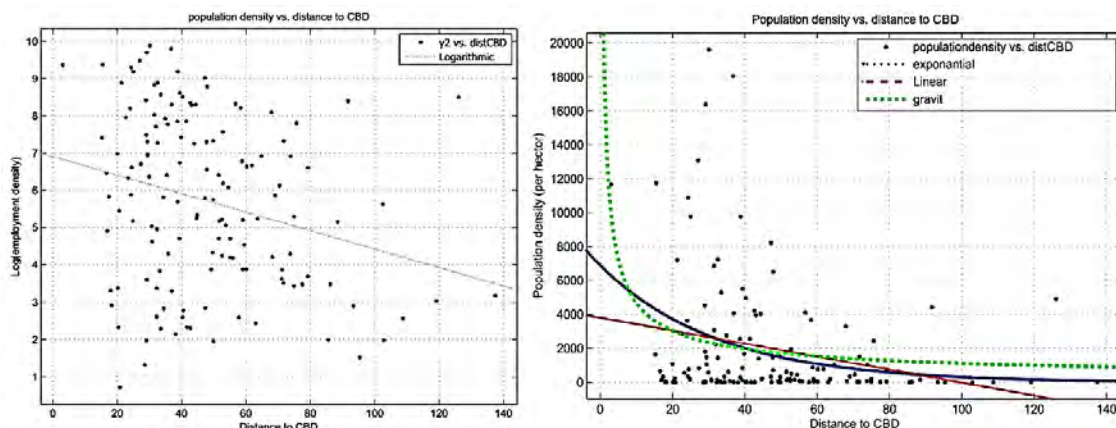 population density vs. distance to CBD
10
9
8
7
6
5
4
3
2
1
Log(employment(density)
y2 vs. distCBD
Logarithmic
0 20 40 60 80 100 120 140
Distance to CBD
Population density vs. distance to CBD
20000
18000
16000
14000
12000
10000
8000
6000
4000
2000
0
Population density (per hector)
populationdensity vs. distCBD
exponantial
Linear
gravit
0 20 40 60 80 100 120 140
Distance to CBD